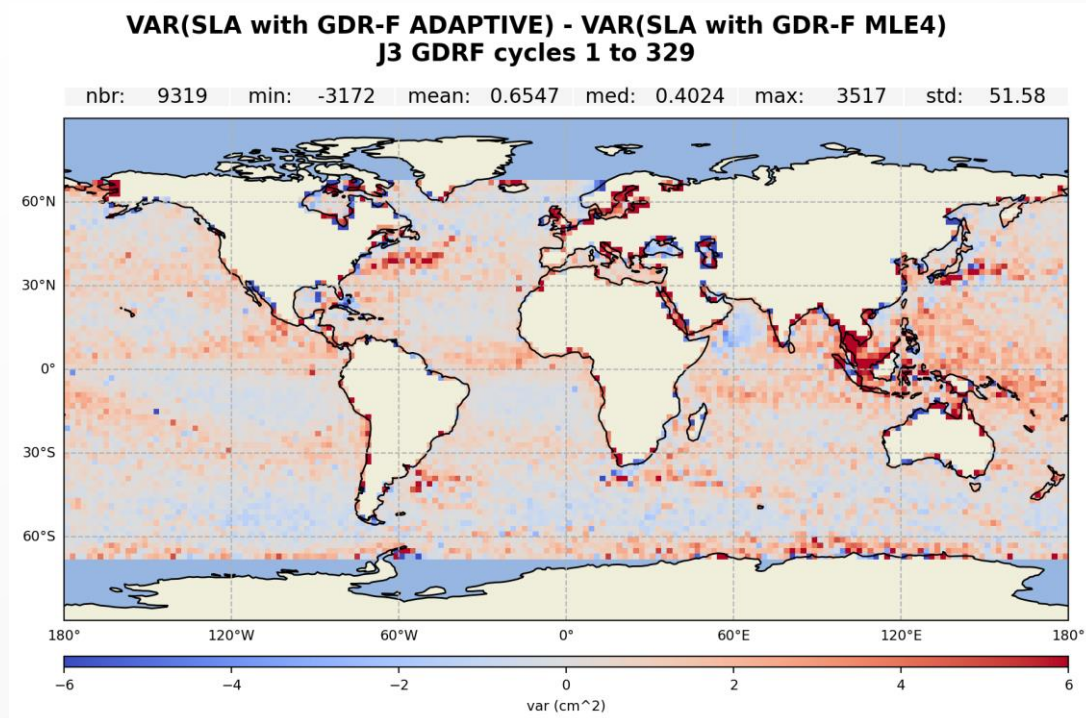 VAR(SLA with GDR-F ADAPTIVE) - VAR(SLA with GDR-F MLE4)
J3 GDRF cycles 1 to 329
nbr: 9319 min: -3172 mean: 0.6547 med: 0.4024 max: 3517 std: 51.58
60°N
30°N
0°
30°S
60°S
180° 120°W 60°W 0° 60°E 120°E 180°
−6 −4 −2 0 2 4 6
var (cm^2)